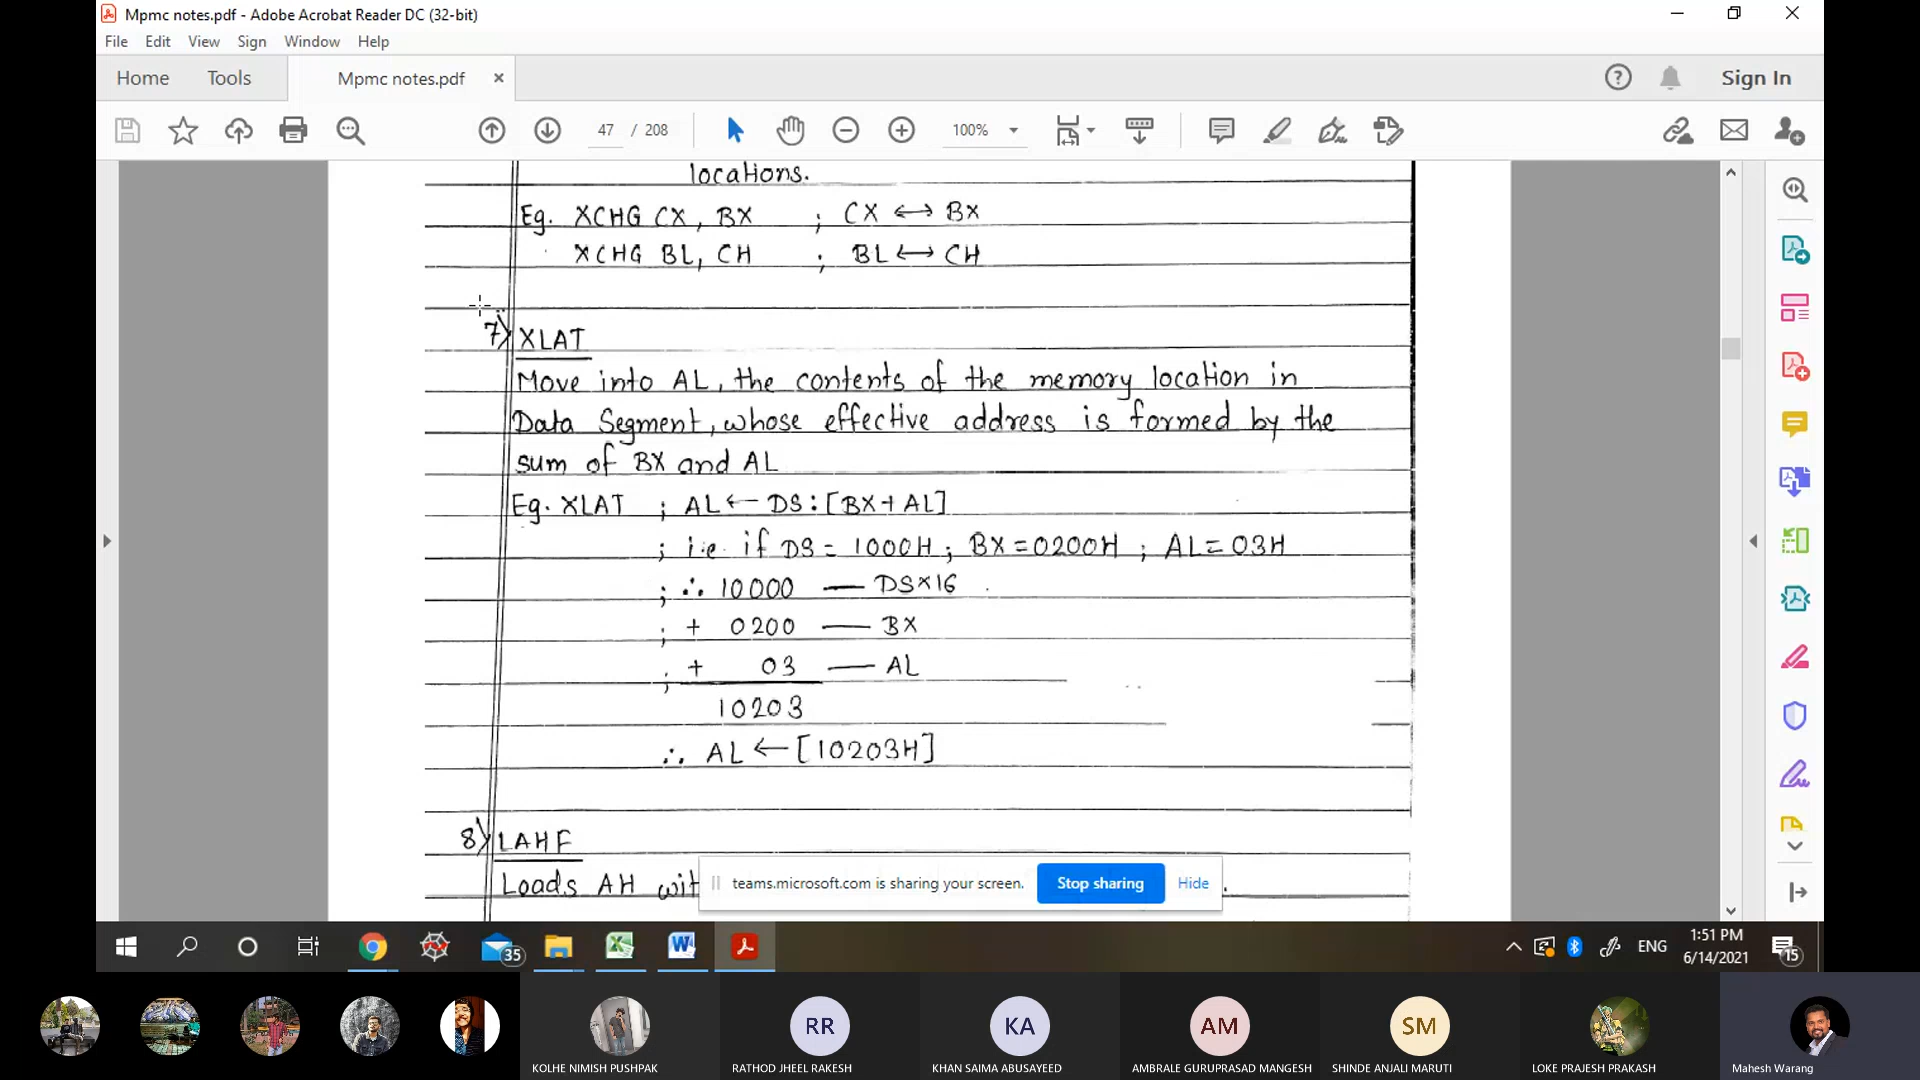 Mpmc notes.pdf - Adobe Acrobat Reader DC (32-bit)
File Edit View Sign Window Help
Home Tools Mpmc notes.pdf × Sign In
47 / 208 100%
locations.
Eg. XCHG CX, BX ; CX ↔ BX
XCHG BL, CH ; BL ↔ CH
7) XLAT
Move into AL, the contents of the memory location in
Data Segment, whose effective address is formed by the
sum of BX and AL
Eg. XLAT ; AL ← DS : [BX + AL]
; i.e. if DS = 1000H ; BX = 0200H ; AL = 03H
; ∴ 10000 — DS×16
; + 0200 — BX
; + 03 — AL
10203
∴ AL ← [10203H]
8) LAHF
Loads AH
teams.microsoft.com is sharing your screen. Stop sharing Hide
35
ENG
1:51 PM
6/14/2021
15
RR KA AM SM
KOLHE NIMISH PUSHPAK RATHOD JHEEL RAKESH KHAN SAIMA ABUSAYEED AMBRALE GURUPRASAD MANGESH SHINDE ANJALI MARUTI LOKE PRAJESH PRAKASH Mahesh Warang